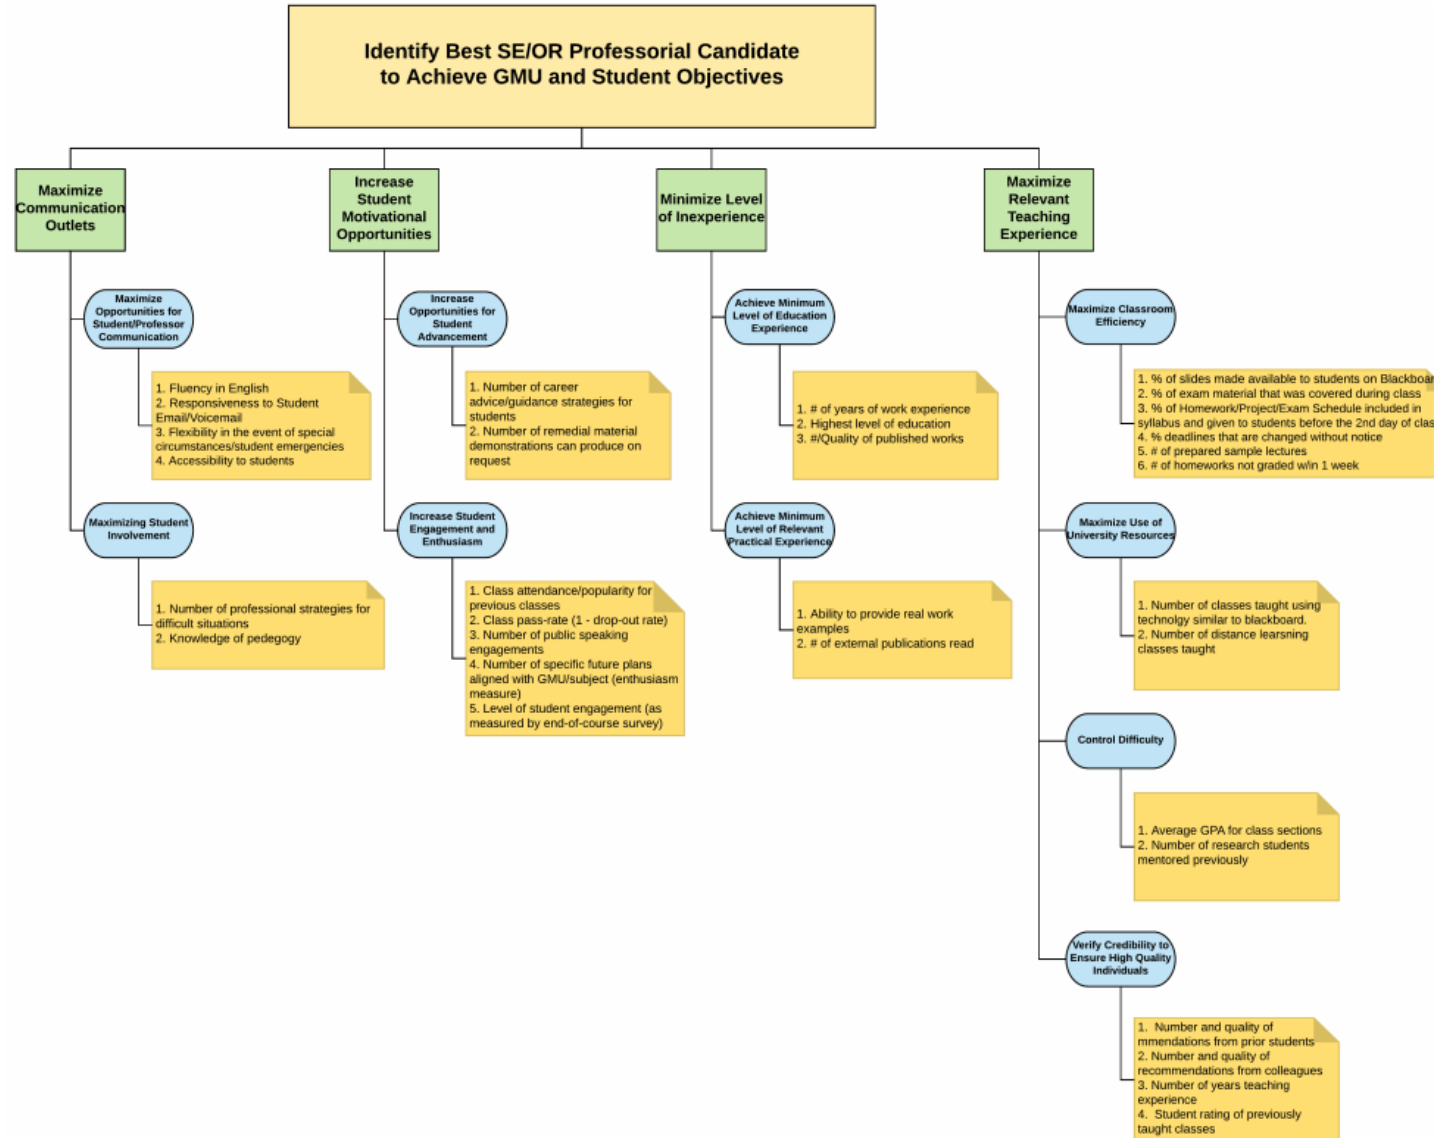 Identify Best SE/OR Professorial Candidate
to Achieve GMU and Student Objectives
Maximize
Communication
Outlets
Maximize
Opportunities for
Student/Professor
Communication
1. Fluency in English
2. Responsiveness to Student
Email/Voicemail
3. Flexibility in the event of special
circumstances/student emergencies
4. Accessibility to students
Maximizing Student
Involvement
1. Number of professional strategies for
difficult situations
2. Knowledge of pedegogy
Increase
Student
Motivational
Opportunities
Increase
Opportunities for
Student
Advancement
1. Number of career
advice/guidance strategies for
students
2. Number of remedial material
demonstrations can produce on
request
Increase Student
Engagement and
Enthusiasm
1. Class attendance/popularity for
previous classes
2. Class pass-rate (1 - drop-out rate)
3. Number of public speaking
engagements
4. Number of specific future plans
aligned with GMU/subject (enthusiasm
measure)
5. Level of student engagement (as
measured by end-of-course survey)
Minimize Level
of Inexperience
Achieve Minimum
Level of Education
Experience
1. # of years of work experience
2. Highest level of education
3. #/Quality of published works
Achieve Minimum
Level of Relevant
Practical Experience
1. Ability to provide real work
examples
2. # of external publications read
Maximize
Relevant
Teaching
Experience
Maximize Classroom
Efficiency
1. % of slides made available to students on Blackboar
2. % of exam material that was covered during class
3. % of Homework/Project/Exam Schedule included in
syllabus and given to students before the 2nd day of clas
4. % deadlines that are changed without notice
5. # of prepared sample lectures
6. # of homeworks not graded w/in 1 week
Maximize Use of
University Resources
1. Number of classes taught using
technolgy similar to blackboard.
2. Number of distance learsning
classes taught
Control Difficulty
1. Average GPA for class sections
2. Number of research students
mentored previously
Verify Credibility to
Ensure High Quality
Individuals
1. Number and quality of
mmendations from prior students
2. Number and quality of
recommendations from colleagues
3. Number of years teaching
experience
4. Student rating of previously
taught classes